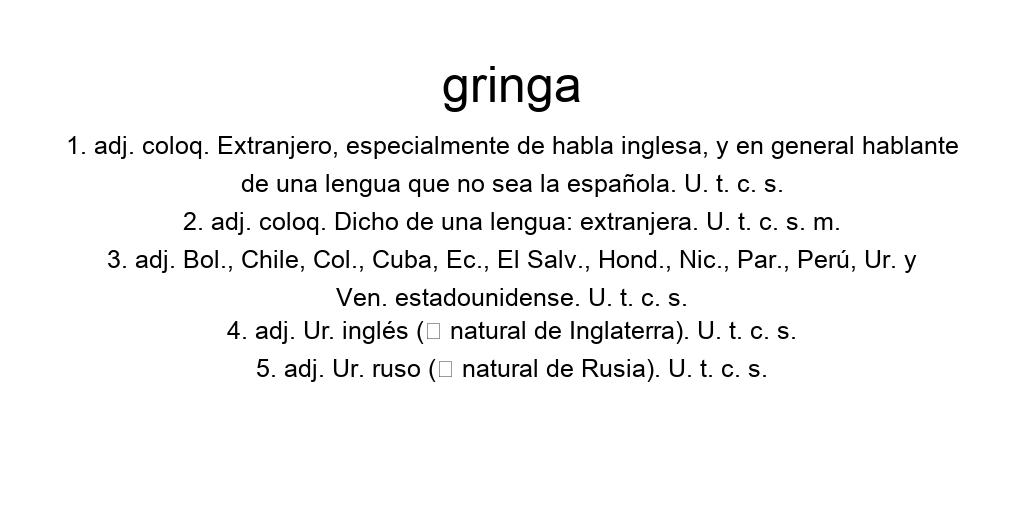 gringa
1. adj. coloq. Extranjero, especialmente de habla inglesa, y en general hablante
de una lengua que no sea la española. U. t. c. s.
2. adj. coloq. Dicho de una lengua: extranjera. U. t. c. s. m.
3. adj. Bol., Chile, Col., Cuba, Ec., El Salv., Hond., Nic., Par., Perú, Ur. y
Ven. estadounidense. U. t. c. s.
4. adj. Ur. inglés (□ natural de Inglaterra). U. t. c. s.
5. adj. Ur. ruso (□ natural de Rusia). U. t. c. s.